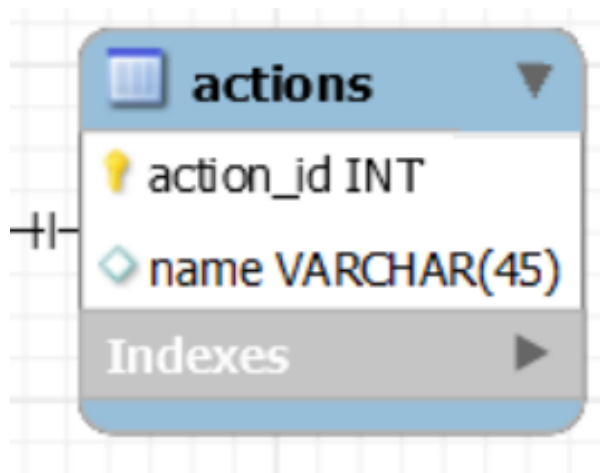 actions
action_id INT
name VARCHAR(45)
Indexes